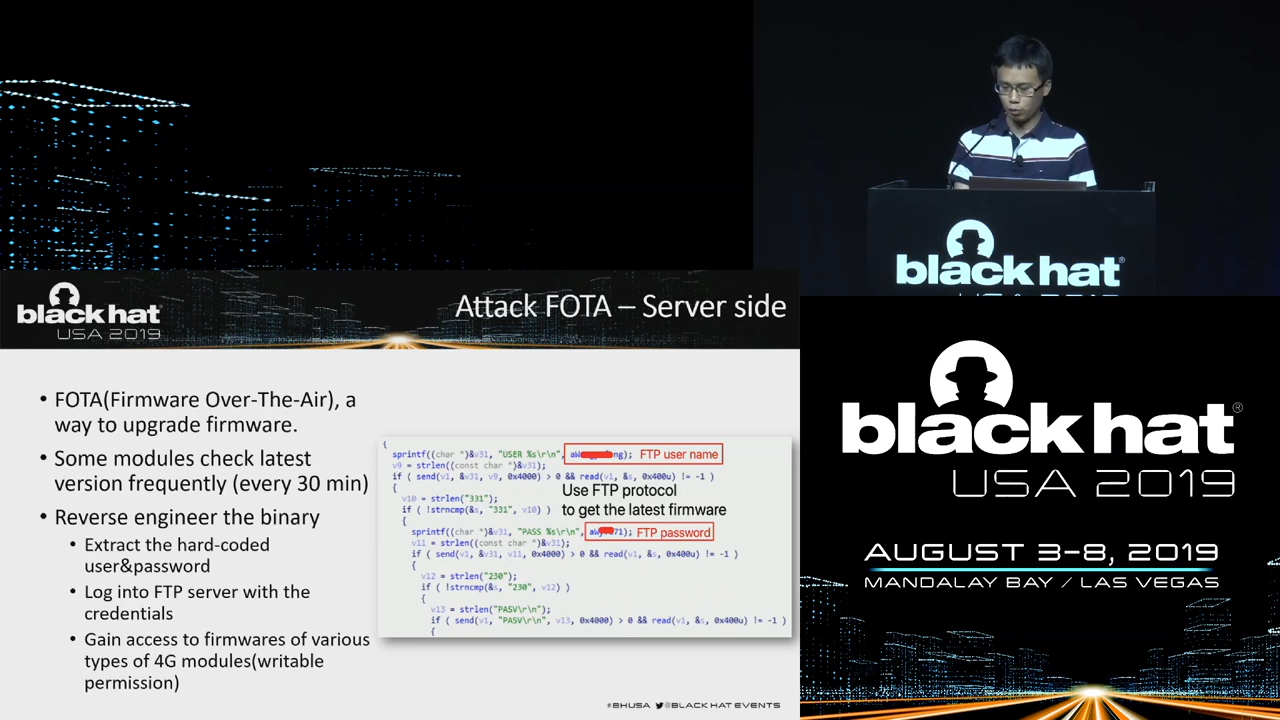 black hat
black hat
USA 2019
Attack FOTA – Server side
• FOTA(Firmware Over-The-Air), a
way to upgrade firmware.
• Some modules check latest
version frequently (every 30 min)
• Reverse engineer the binary
• Extract the hard-coded
user&password
• Log into FTP server with the
credentials
• Gain access to firmwares of various
types of 4G modules(writable
permission)
{
sprintf((char *)&v31, "USER %s\r\n", FTP user name
v9 = strlen((const char *)&v31);
if ( send(v1, &v31, v9, 0x4000) > 0 && read(v1, &s, 0x400u) != -1 )
{
v10 = strlen("331");
if ( !strncmp(&s, "331", v10) )
{
Use FTP protocol
to get the latest firmware
sprintf((char *)&v31, "PASS %s\r\n", FTP password
v11 = strlen((const char *)&v31);
if ( send(v1, &v31, v11, 0x4000) > 0 && read(v1, &s, 0x400u) != -1 )
{
v12 = strlen("230");
if ( !strncmp(&s, "230", v12) )
{
v13 = strlen("PASV\r\n");
if ( send(v1, "PASV\r\n", v13, 0x4000) > 0 && read(v1, &s, 0x400u) != -1 )
{
#BHUSA @BLACK HAT EVENTS
black hat®
USA 2019
AUGUST 3-8, 2019
MANDALAY BAY / LAS VEGAS